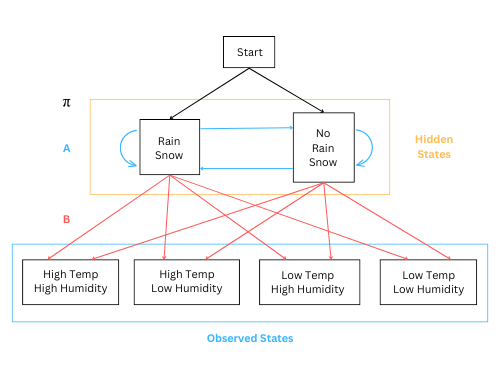 Start
π
A
Rain
Snow
No
Rain
Snow
Hidden
States
B
High Temp
High Humidity
High Temp
Low Humidity
Low Temp
High Humidity
Low Temp
Low Humidity
Observed States